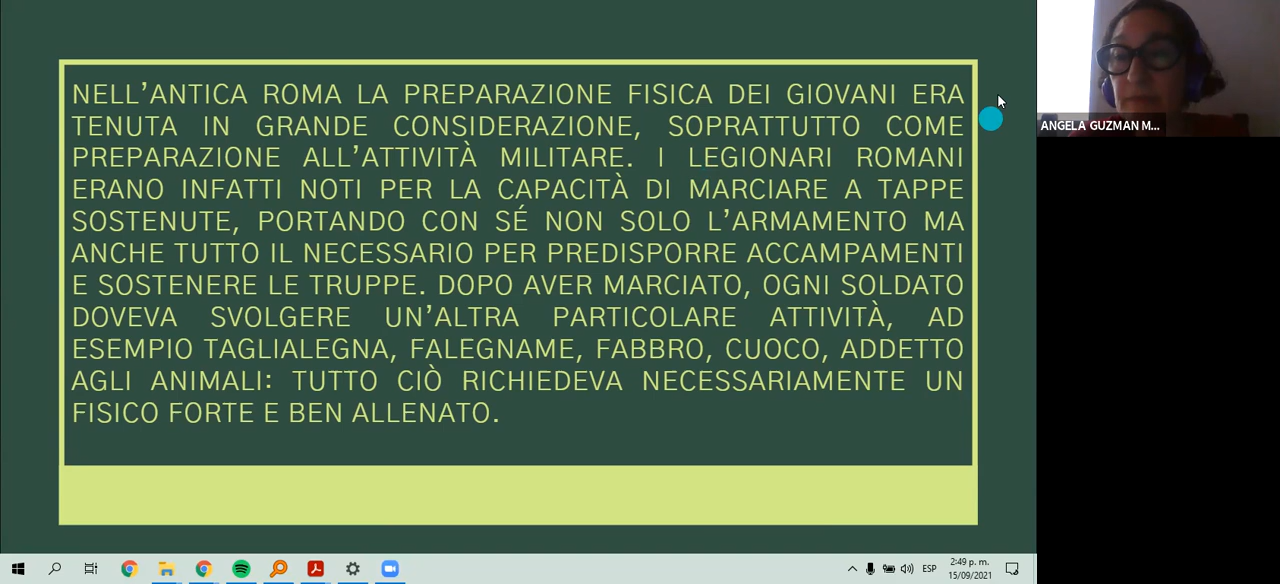 NELL’ANTICA ROMA LA PREPARAZIONE FISICA DEI GIOVANI ERA
TENUTA IN GRANDE CONSIDERAZIONE, SOPRATTUTTO COME
PREPARAZIONE ALL’ATTIVITÀ MILITARE. I LEGIONARI ROMANI
ERANO INFATTI NOTI PER LA CAPACITÀ DI MARCIARE A TAPPE
SOSTENUTE, PORTANDO CON SÉ NON SOLO L’ARMAMENTO MA
ANCHE TUTTO IL NECESSARIO PER PREDISPORRE ACCAMPAMENTI
E SOSTENERE LE TRUPPE. DOPO AVER MARCIATO, OGNI SOLDATO
DOVEVA SVOLGERE UN’ALTRA PARTICOLARE ATTIVITÀ, AD
ESEMPIO TAGLIALEGNA, FALEGNAME, FABBRO, CUOCO, ADDETTO
AGLI ANIMALI: TUTTO CIÒ RICHIEDEVA NECESSARIAMENTE UN
FISICO FORTE E BEN ALLENATO.
ANGELA GUZMAN M...
ESP
2:49 p. m.
15/09/2021